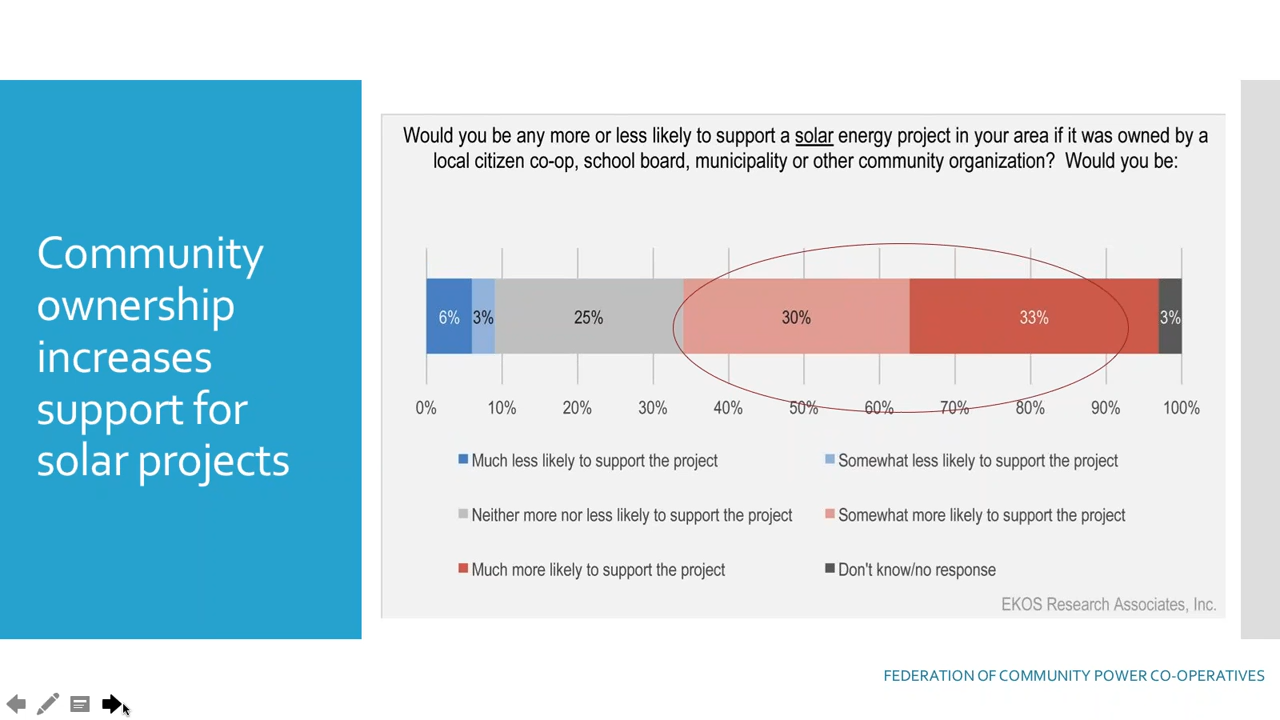 Community
ownership
increases
support for
solar projects
Would you be any more or less likely to support a solar energy project in your area if it was owned by a
local citizen co-op, school board, municipality or other community organization? Would you be:
6% 3% 25% 30% 33% 3%
0% 10% 20% 30% 40% 50% 60% 70% 80% 90% 100%
Much less likely to support the project Somewhat less likely to support the project
Neither more nor less likely to support the project Somewhat more likely to support the project
Much more likely to support the project Don't know/no response
EKOS Research Associates, Inc.
FEDERATION OF COMMUNITY POWER CO-OPERATIVES